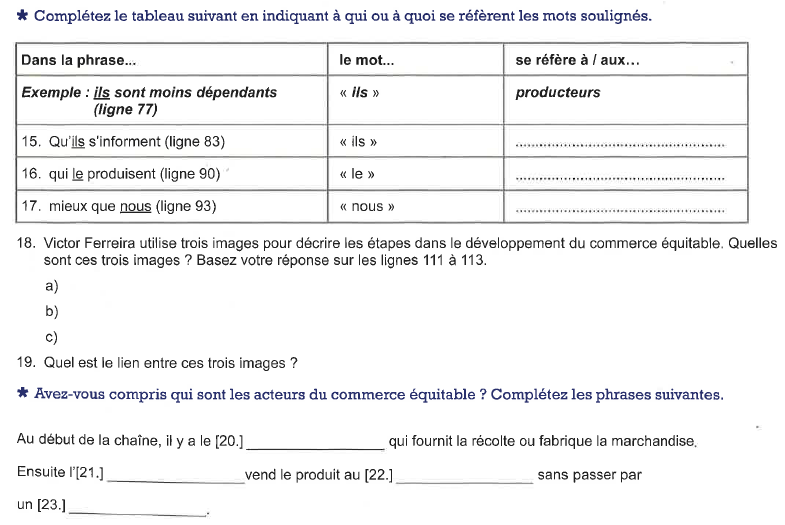 * Complétez le tableau suivant en indiquant à qui ou à quoi se réfèrent les mots soulignés.
Dans la phrase... le mot... se réfère à / aux...
Exemple : ils sont moins dépendants « ils » producteurs
(ligne 77)
15. Qu'ils s'informent (ligne 83) « ils » ........................................
16. qui le produisent (ligne 90) « le » ........................................
17. mieux que nous (ligne 93) « nous » ........................................
18. Victor Ferreira utilise trois images pour décrire les étapes dans le développement du commerce équitable. Quelles
sont ces trois images ? Basez votre réponse sur les lignes 111 à 113.
a)
b)
c)
19. Quel est le lien entre ces trois images ?
* Avez-vous compris qui sont les acteurs du commerce équitable ? Complétez les phrases suivantes.
Au début de la chaîne, il y a le [20.] ________________ qui fournit la récolte ou fabrique la marchandise.
Ensuite l'[21.] ________________ vend le produit au [22.] ________________ sans passer par
un [23.] ________________.